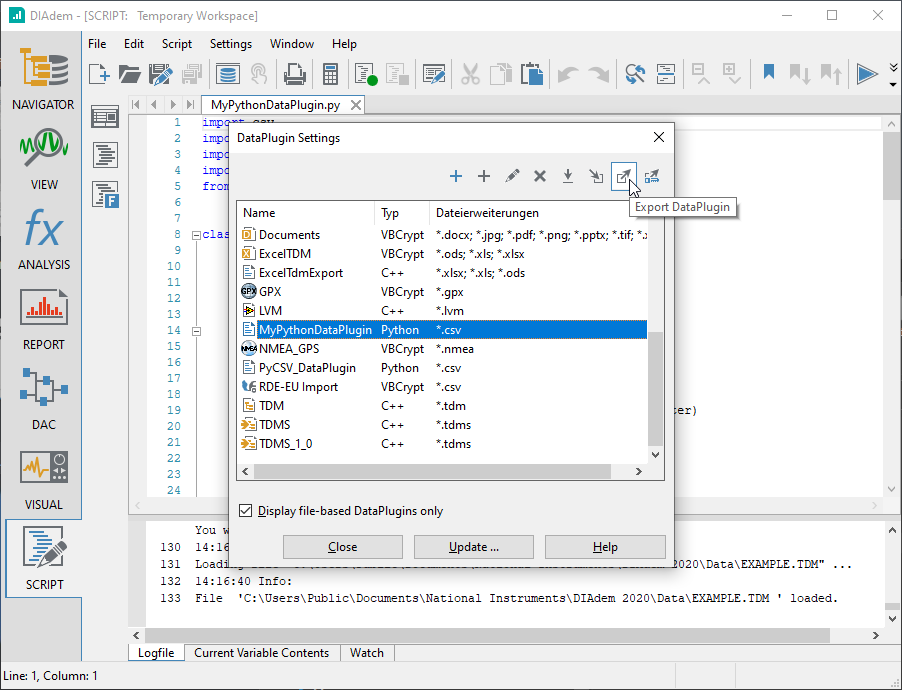 DIAdem - [SCRIPT: Temporary Workspace]
File Edit Script Settings Window Help
NAVIGATOR
VIEW
ANALYSIS
REPORT
DAC
VISUAL
SCRIPT
MyPythonDataPlugin.py
1 import csv
2 impo
3 impo
4 impo
5 from
6
7
8 clas
9
10
11
12
13
14
15
16
17
18
19 ter)
20
21
22
23
24
DataPlugin Settings
Export DataPlugin
Name Typ Dateierweiterungen
Documents VBCrypt *.docx; *.jpg; *.pdf; *.png; *.pptx; *.tif; *.x
ExcelTDM VBCrypt *.ods; *.xls; *.xlsx
ExcelTdmExport C++ *.xlsx; *.xls; *.ods
GPX GPX VBCrypt *.gpx
LVM C++ *.lvm
MyPythonDataPlugin Python *.csv
NMEA NMEA_GPS VBCrypt *.nmea
PyCSV_DataPlugin Python *.csv
RDE-EU Import VBCrypt *.csv
TDM C++ *.tdm
TDMS C++ *.tdms
TDMS_1_0 C++ *.tdms
Display file-based DataPlugins only
Close Update ... Help
You w
130 14:16
131 Loading \Data\EXAMPLE.TDM" ...
132 14:16:40 Info:
133 File 'C:\Users\Public\Documents\National Instruments\DIAdem 2020\Data\EXAMPLE.TDM ' loaded.
Logfile Current Variable Contents Watch
Line: 1, Column: 1